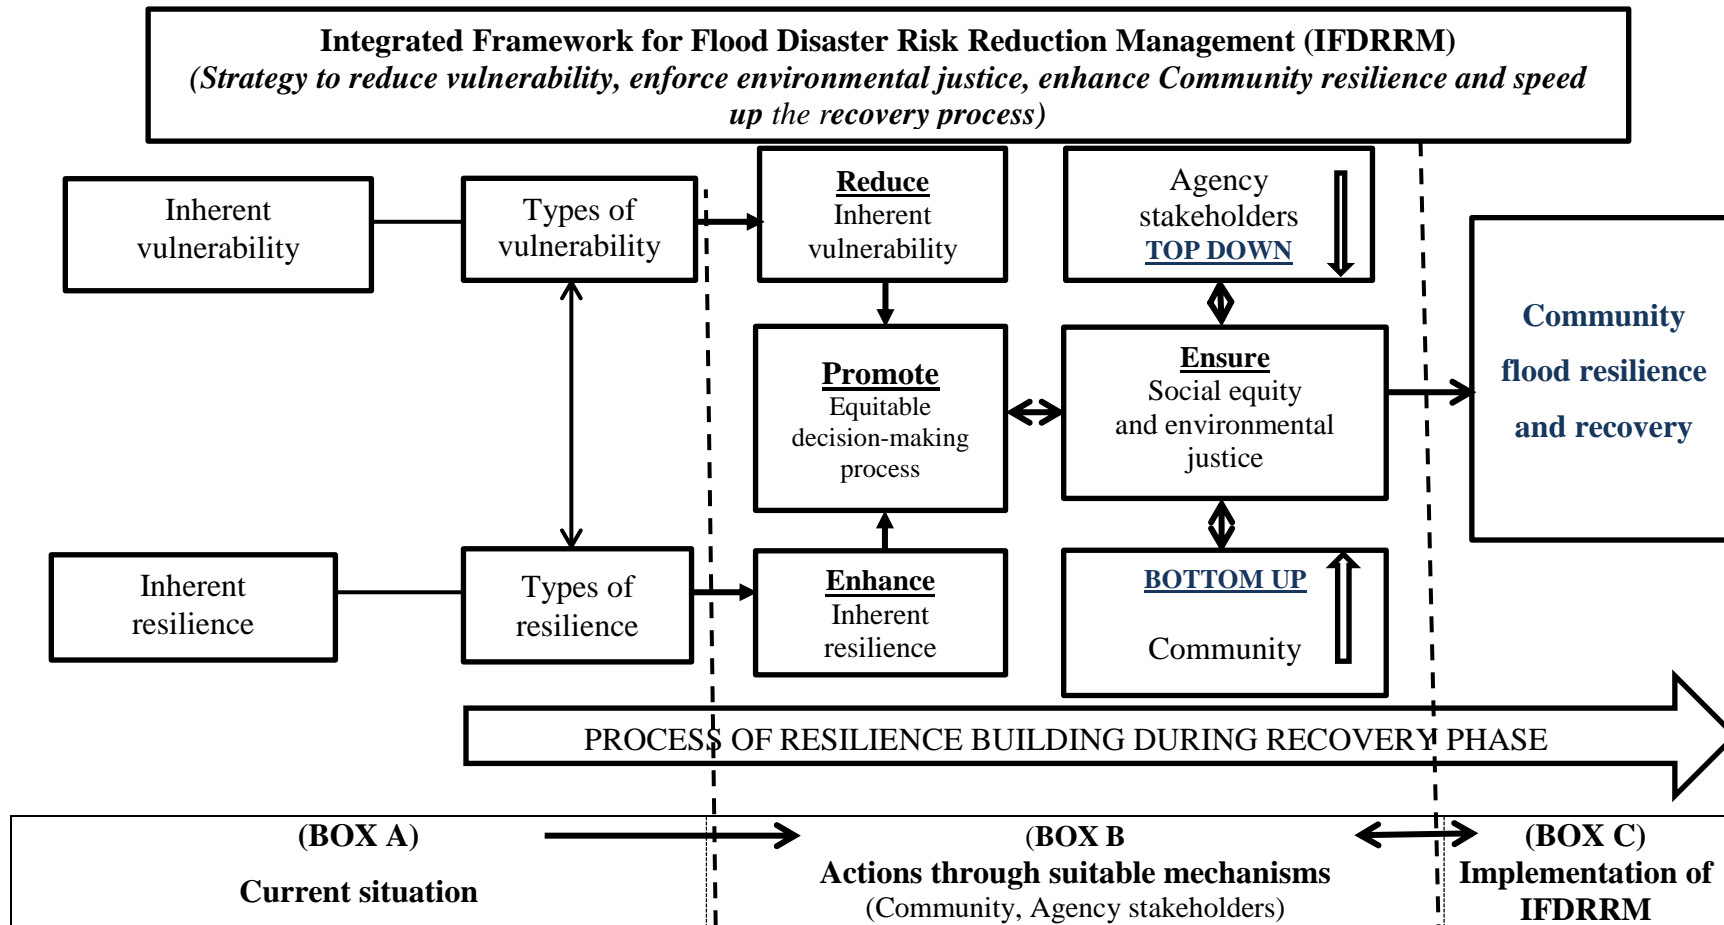 Integrated Framework for Flood Disaster Risk Reduction Management (IFDRRM)
(Strategy to reduce vulnerability, enforce environmental justice, enhance Community resilience and speed
up the recovery process)
Inherent
vulnerability
Types of
vulnerability
Reduce
Inherent
vulnerability
Agency
stakeholders
TOP DOWN
Promote
Equitable
decision-making
process
Ensure
Social equity
and environmental
justice
Community
flood resilience
and recovery
Inherent
resilience
Types of
resilience
Enhance
Inherent
resilience
BOTTOM UP
Community
PROCESS OF RESILIENCE BUILDING DURING RECOVERY PHASE
(BOX A)
Current situation
(BOX B
Actions through suitable mechanisms
(Community, Agency stakeholders)
(BOX C)
Implementation of
IFDRRM